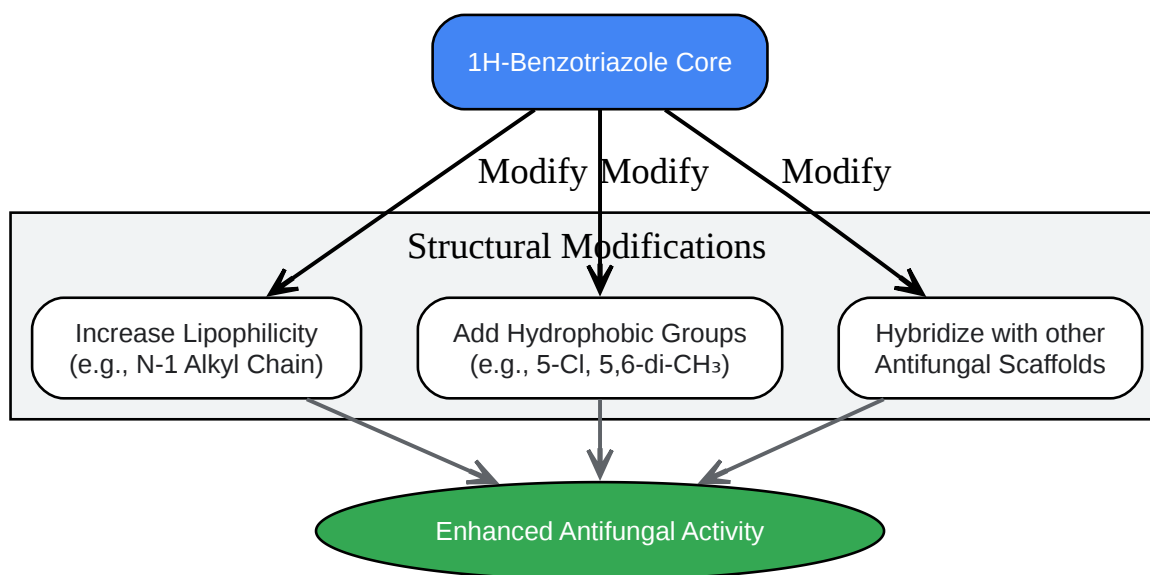 1H-Benzotriazole Core
Modify Modify Modify
Structural Modifications
Increase Lipophilicity
(e.g., N-1 Alkyl Chain)
Add Hydrophobic Groups
(e.g., 5-Cl, 5,6-di-CH₃)
Hybridize with other
Antifungal Scaffolds
Enhanced Antifungal Activity